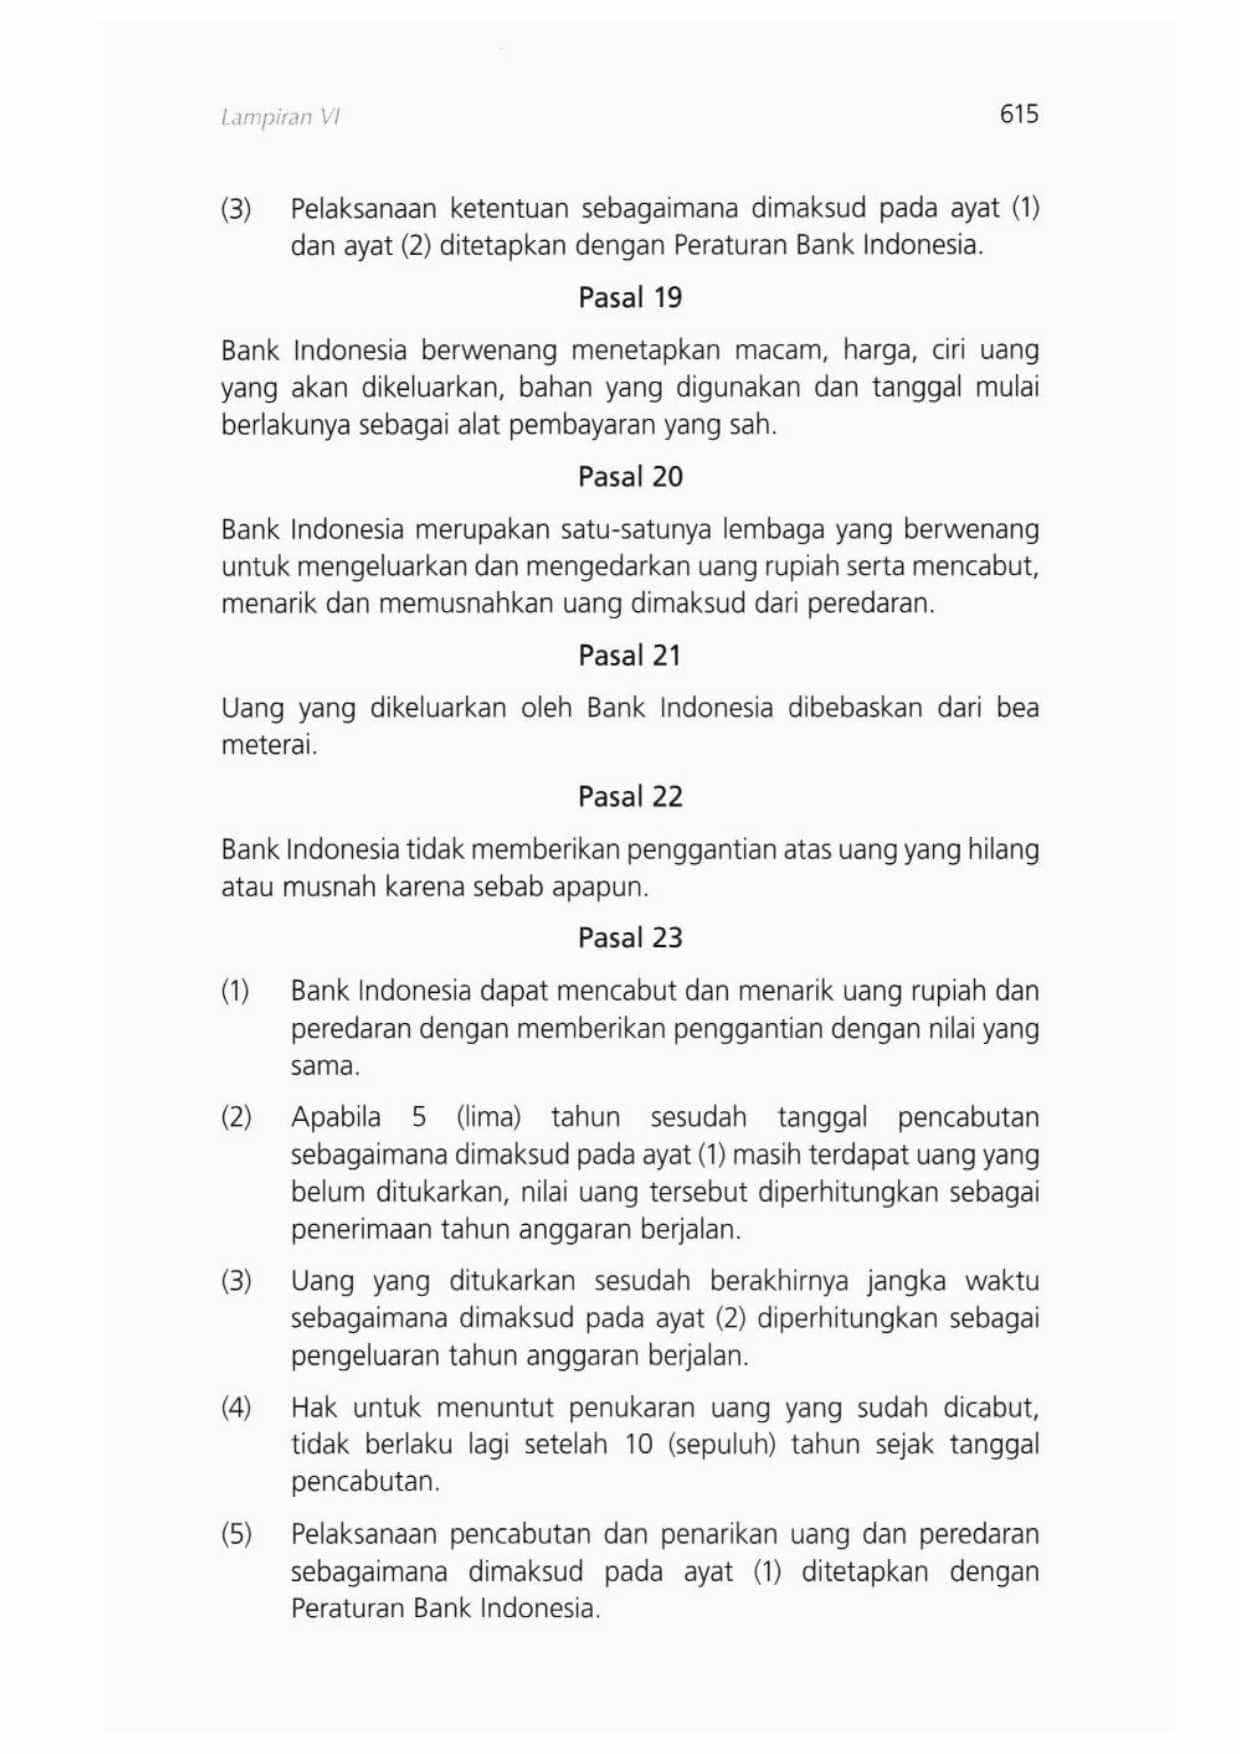 Lampiran VI
615
(3) Pelaksanaan ketentuan sebagaimana dimaksud pada ayat (1)
dan ayat (2) ditetapkan dengan Peraturan Bank Indonesia.
Pasal 19
Bank Indonesia berwenang menetapkan macam, harga, ciri uang
yang akan dikeluarkan, bahan yang digunakan dan tanggal mulai
berlakunya sebagai alat pembayaran yang sah.
Pasal 20
Bank Indonesia merupakan satu-satunya lembaga yang berwenang
untuk mengeluarkan dan mengedarkan uang rupiah serta mencabut,
menarik dan memusnahkan uang dimaksud dari peredaran.
Pasal 21
Uang yang dikeluarkan oleh Bank Indonesia dibebaskan dari bea
meterai.
Pasal 22
Bank Indonesia tidak memberikan penggantian atas uang yang hilang
atau musnah karena sebab apapun.
Pasal 23
(1) Bank Indonesia dapat mencabut dan menarik uang rupiah dan
peredaran dengan memberikan penggantian dengan nilai yang
sama.
(2) Apabila 5 (lima) tahun sesudah tanggal pencabutan
sebagaimana dimaksud pada ayat (1) masih terdapat uang yang
belum ditukarkan, nilai uang tersebut diperhitungkan sebagai
penerimaan tahun anggaran berjalan.
(3) Uang yang ditukarkan sesudah berakhirnya jangka waktu
sebagaimana dimaksud pada ayat (2) diperhitungkan sebagai
pengeluaran tahun anggaran berjalan.
(4) Hak untuk menuntut penukaran uang yang sudah dicabut,
tidak berlaku lagi setelah 10 (sepuluh) tahun sejak tanggal
pencabutan.
(5) Pelaksanaan pencabutan dan penarikan uang dan peredaran
sebagaimana dimaksud pada ayat (1) ditetapkan dengan
Peraturan Bank Indonesia.